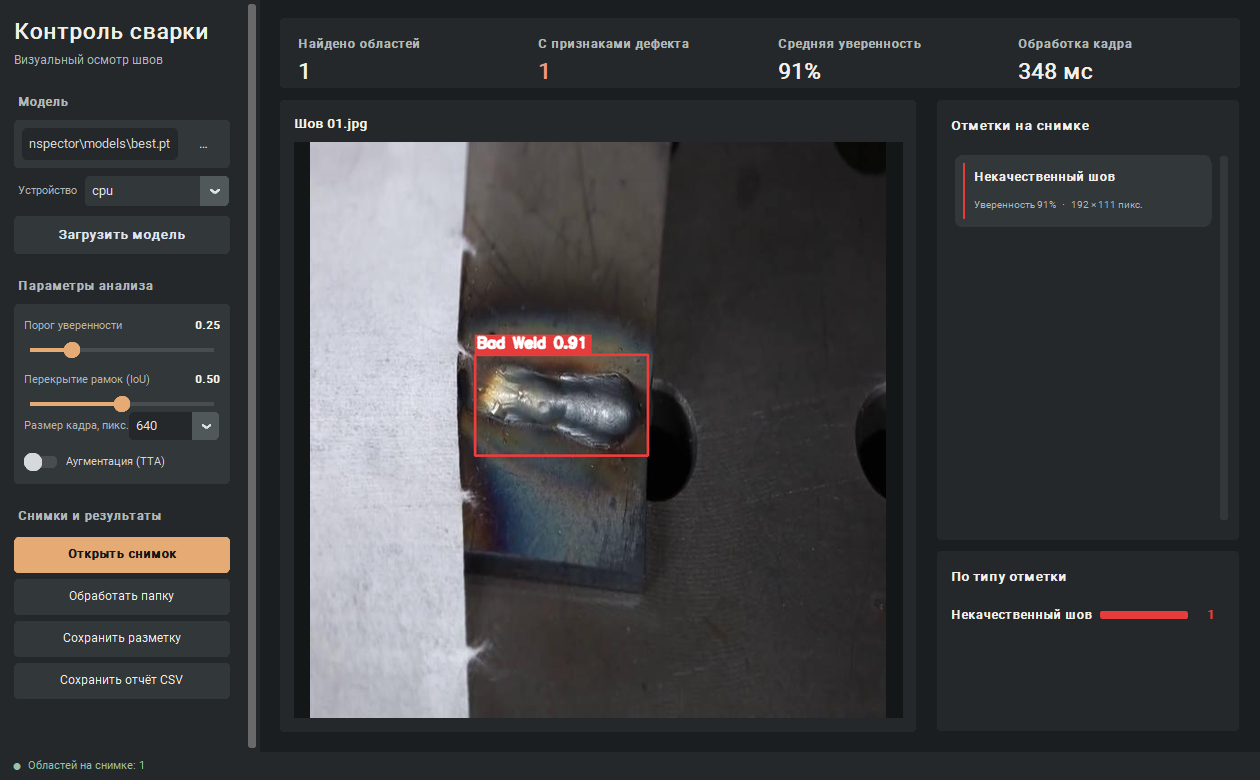 Контроль сварки
Визуальный осмотр швов
Модель
nspector\models\best.pt
...
Устройство
cpu
Загрузить модель
Параметры анализа
Порог уверенности 0.25
Перекрытие рамок (IoU) 0.50
Размер кадра, пикс. 640
Аугментация (TTA)
Снимки и результаты
Открыть снимок
Обработать папку
Сохранить разметку
Сохранить отчёт CSV
Областей на снимке: 1
Найдено областей
1
С признаками дефекта
1
Средняя уверенность
91%
Обработка кадра
348 мс
Шов 01.jpg
Bad Weld 0.91
Отметки на снимке
Некачественный шов
Уверенность 91% · 192×111 пикс.
По типу отметки
Некачественный шов 1